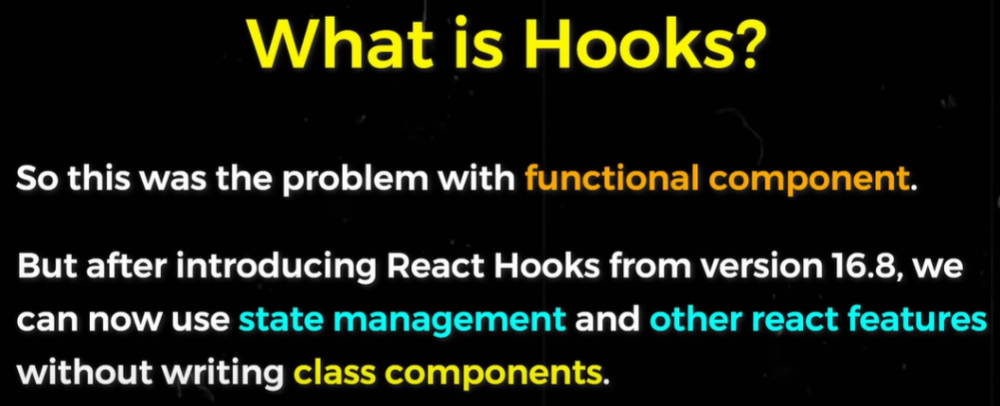 What is Hooks?
So this was the problem with functional component.
But after introducing React Hooks from version 16.8, we
can now use state management and other react features
without writing class components.